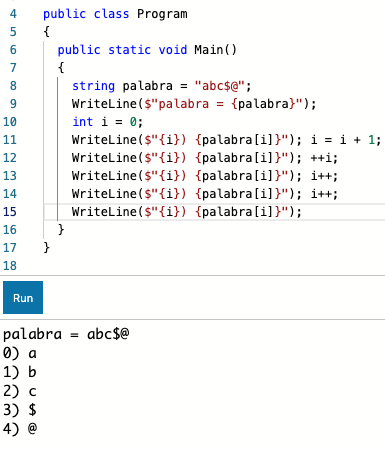 4 public class Program
5 {
6 public static void Main()
7 {
8 string palabra = "abc$@";
9 WriteLine($"palabra = {palabra}");
10 int i = 0;
11 WriteLine($"{i}) {palabra[i]}"); i = i + 1;
12 WriteLine($"{i}) {palabra[i]}"); ++i;
13 WriteLine($"{i}) {palabra[i]}"); i++;
14 WriteLine($"{i}) {palabra[i]}"); i++;
15 WriteLine($"{i}) {palabra[i]}");
16 }
17 }
18
Run
palabra = abc$@
0) a
1) b
2) c
3) $
4) @